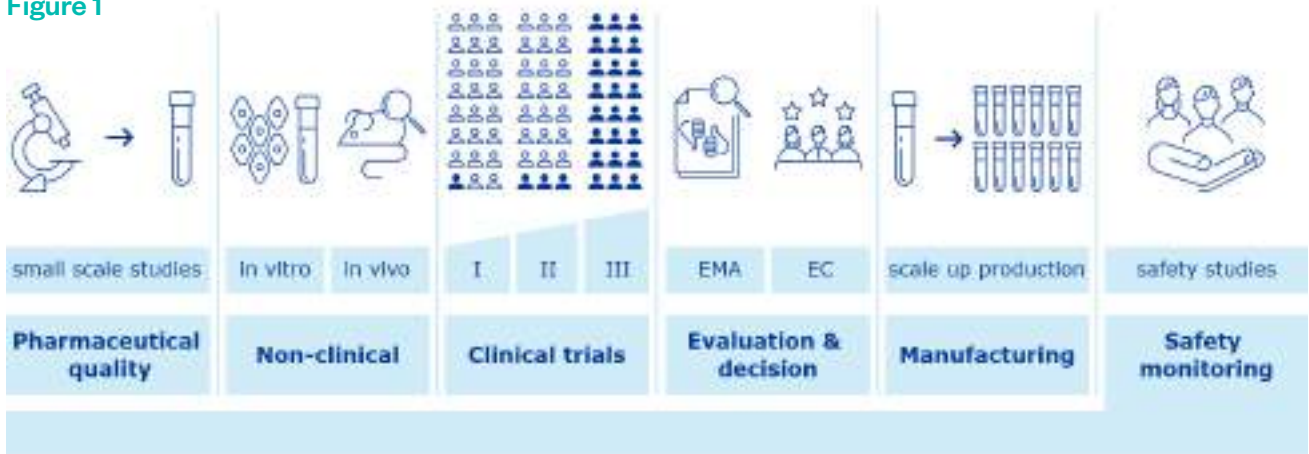 Figure 1
small scale studies
in vitro
in vivo
I
II
III
EMA
EC
scale up production
safety studies
Pharmaceutical
quality
Non-clinical
Clinical trials
Evaluation &
decision
Manufacturing
Safety
monitoring